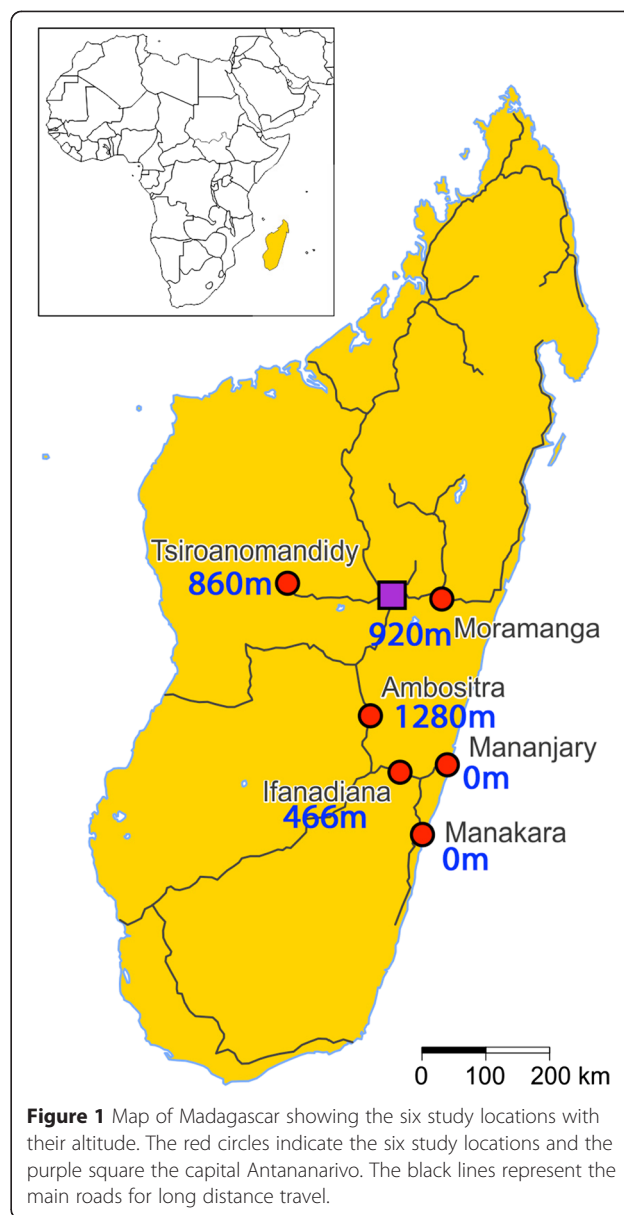 Tsiroanomandidy
860m
920m
Moramanga
Ambositra
1280m
Mananjary
0m
Ifanadiana
466m
Manakara
0m
0 100 200 km
Figure 1 Map of Madagascar showing the six study locations with
their altitude. The red circles indicate the six study locations and the
purple square the capital Antananarivo. The black lines represent the
main roads for long distance travel.